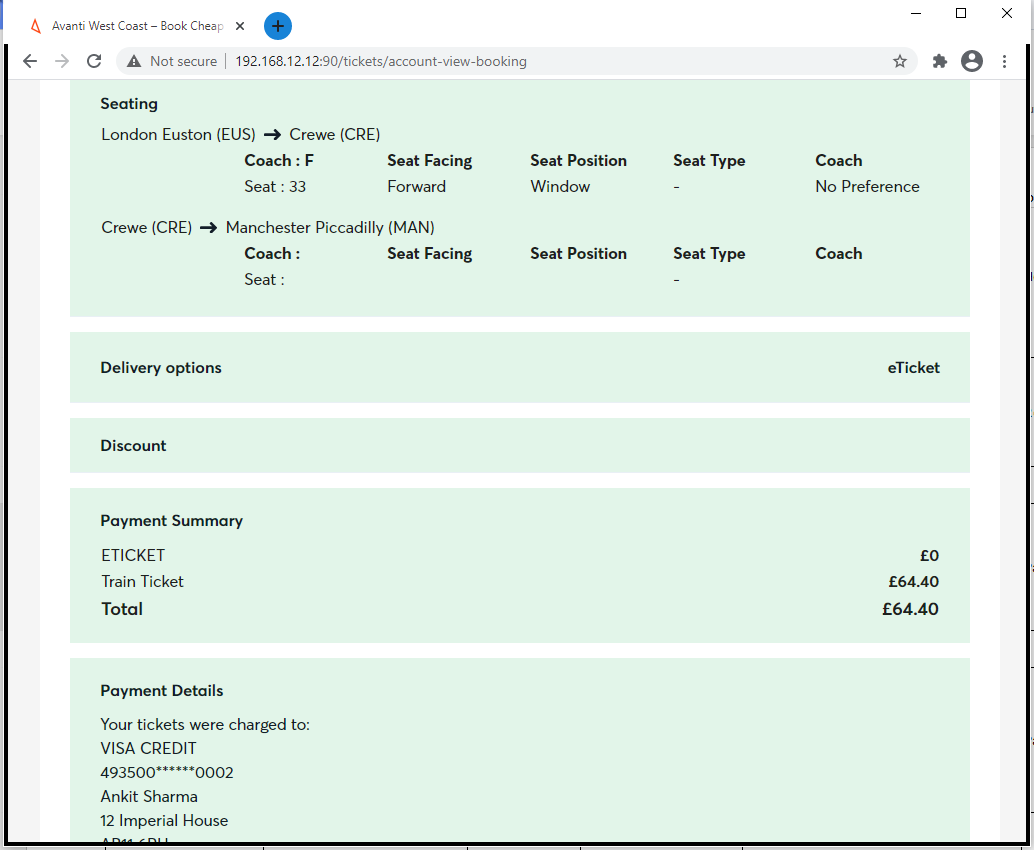 Avanti West Coast – Book Cheap
Not secure
192.168.12.12:90/tickets/account-view-booking
Seating
London Euston (EUS) → Crewe (CRE)
Coach : F Seat Facing Seat Position Seat Type Coach
Seat : 33 Forward Window - No Preference
Crewe (CRE) → Manchester Piccadilly (MAN)
Coach : Seat Facing Seat Position Seat Type Coach
Seat : -
Delivery options eTicket
Discount
Payment Summary
ETICKET £0
Train Ticket £64.40
Total £64.40
Payment Details
Your tickets were charged to:
VISA CREDIT
493500******0002
Ankit Sharma
12 Imperial House